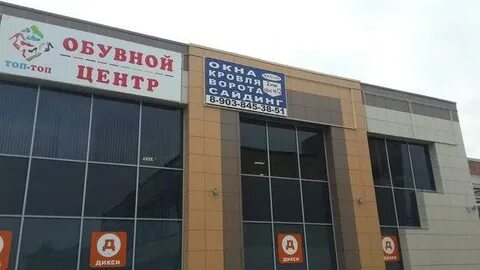 ТОП-ТОП
ОБУВНОЙ
ЦЕНТР
ОКНА
КРОВЛЯ
ВОРОТА
САЙДИНГ
8-903-845-38-51
Д
ДИКСИ
Д
ДИКСИ
Д
ДИКСИ
Д
ДИКСИ